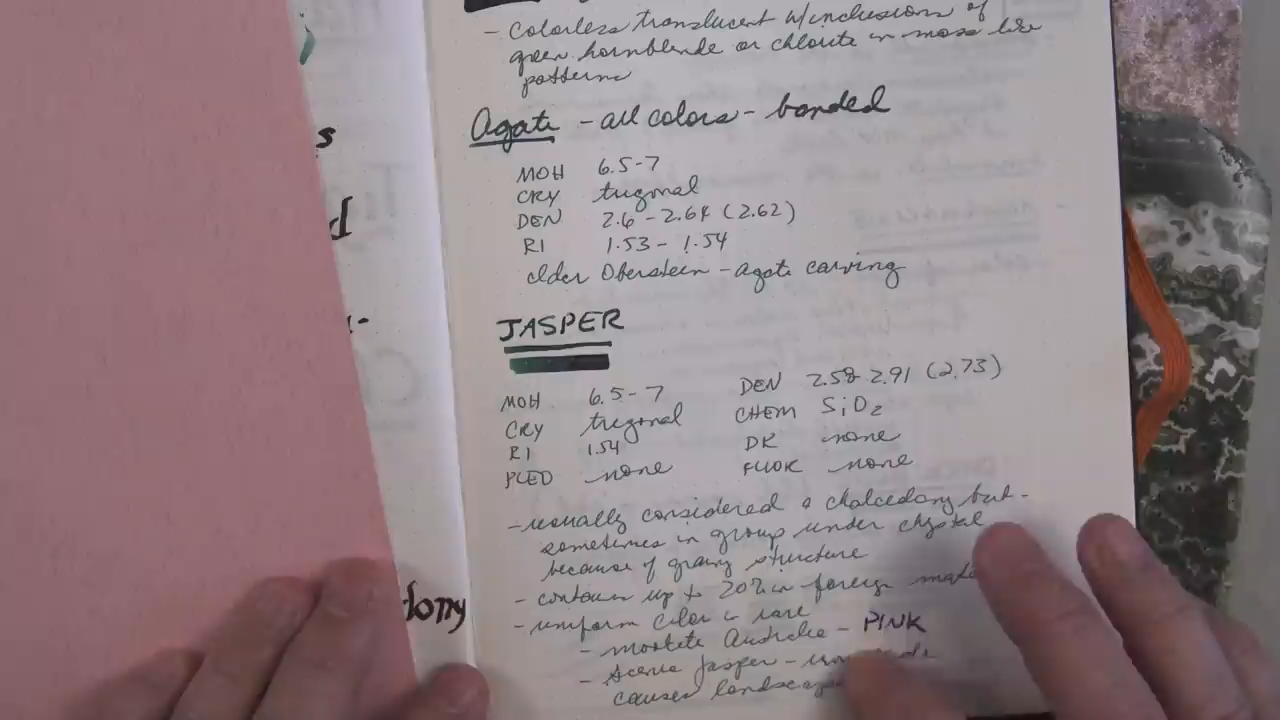 - colorless translucent w/inclusions of
green hornblende or chlorite in moss like
patterns
Agate - all colors - banded
MOH 6.5-7
CRY trigonal
DEN 2.6 - 2.64 (2.62)
RI 1.53 - 1.54
Oberstein - agate carving
JASPER
MOH 6.5-7 DEN 2.58-2.91 (2.73)
CRY trigonal CHEM SiO2
RI 1.54 DR none
PLEO none FLUOR none
- usually considered a chalcedony but -
sometimes in group under crystal
because of grainy structure
- contains up to 20% in foreign
- uniform color is rare
- mookite Australia - PINK
- scenic jasper -
causes
s
d